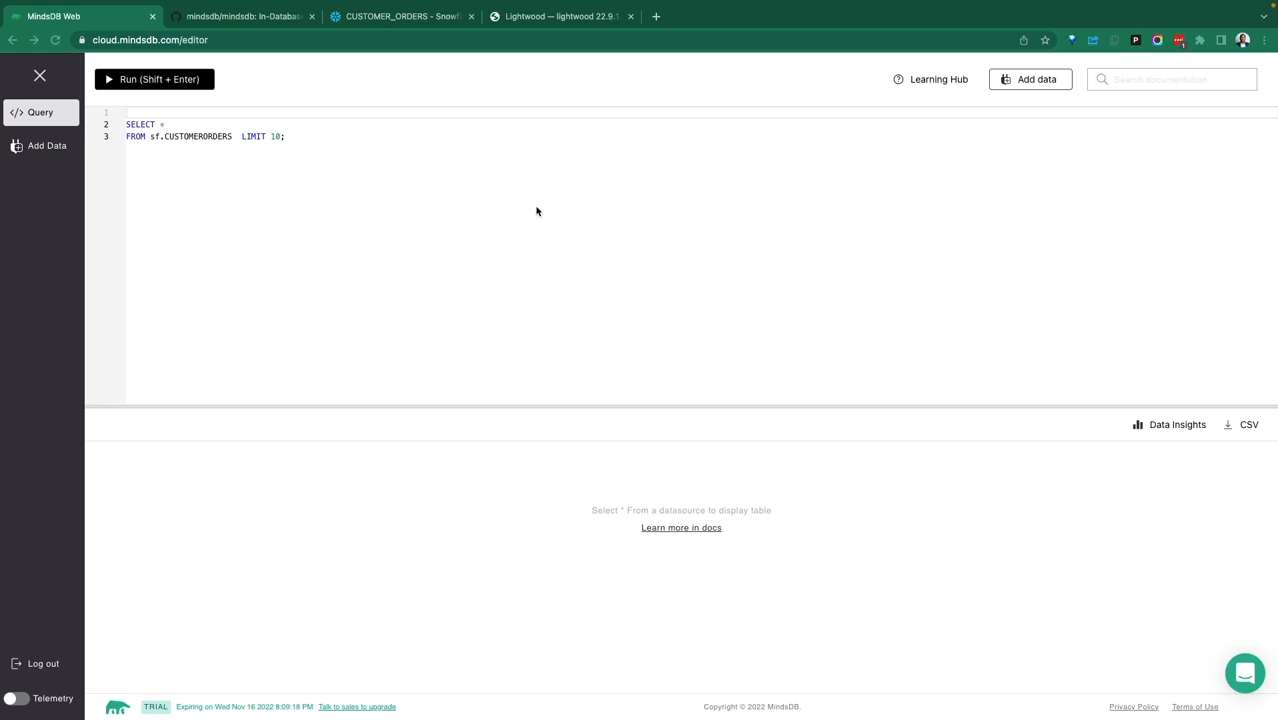 MindsDB Web
mindsdb/mindsdb: In-Databas
CUSTOMER_ORDERS - Snowf
Lightwood — lightwood 22.9.1
cloud.mindsdb.com/editor
Run (Shift + Enter)
Learning Hub
Add data
Search documentation
Query
Add Data
1
2 SELECT *
3 FROM sf.CUSTOMERORDERS LIMIT 10;
Data Insights
CSV
Select * From a datasource to display table
Learn more in docs
Log out
Telemetry
TRIAL
Expiring on Wed Nov 16 2022 8:09:18 PM
Talk to sales to upgrade
Copyright © 2022 MindsDB.
Privacy Policy
Terms of Use